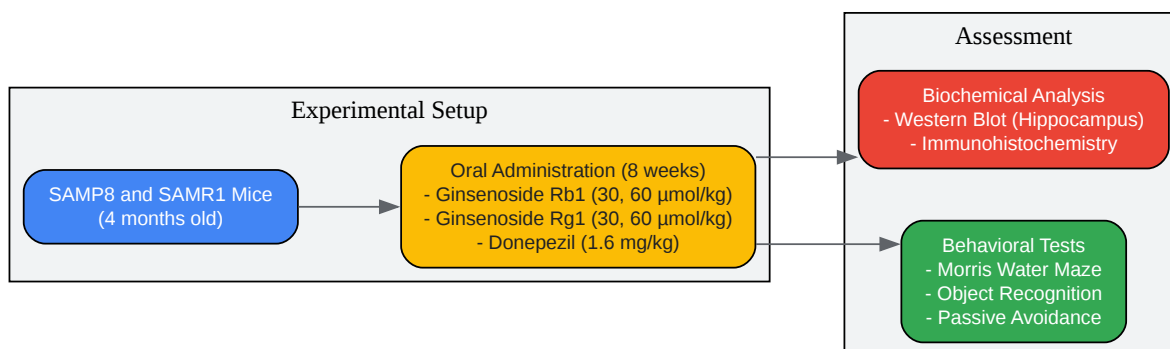 Experimental Setup
SAMP8 and SAMR1 Mice
(4 months old)
Oral Administration (8 weeks)
- Ginsenoside Rb1 (30, 60 µmol/kg)
- Ginsenoside Rg1 (30, 60 µmol/kg)
- Donepezil (1.6 mg/kg)
Assessment
Biochemical Analysis
- Western Blot (Hippocampus)
- Immunohistochemistry
Behavioral Tests
- Morris Water Maze
- Object Recognition
- Passive Avoidance